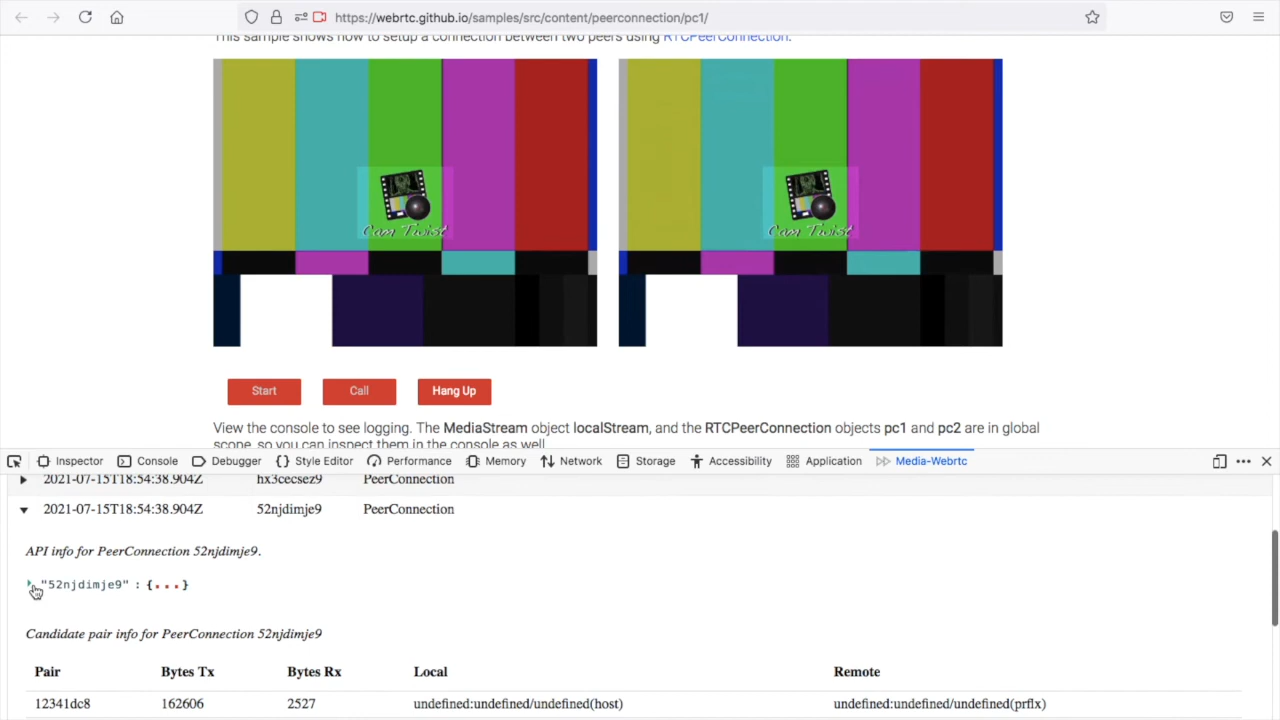 https://webrtc.github.io/samples/src/content/peerconnection/pc1/
This sample shows how to setup a connection between two peers using RTCPeerConnection.
Cam Twist
Cam Twist
Start
Call
Hang Up
View the console to see logging. The MediaStream object localStream, and the RTCPeerConnection objects pc1 and pc2 are in global
scope, so you can inspect them in the console as well.
Inspector
Console
Debugger
{} Style Editor
Performance
Memory
Network
Storage
Accessibility
Application
Media-Webrtc
2021-07-15T18:54:38.904Z hx3cecsez9 PeerConnection
2021-07-15T18:54:38.904Z 52njdimje9 PeerConnection
API info for PeerConnection 52njdimje9.
"52njdimje9" : {...}
Candidate pair info for PeerConnection 52njdimje9
Pair Bytes Tx Bytes Rx Local Remote
12341dc8 162606 2527 undefined:undefined/undefined(host) undefined:undefined/undefined(prflx)